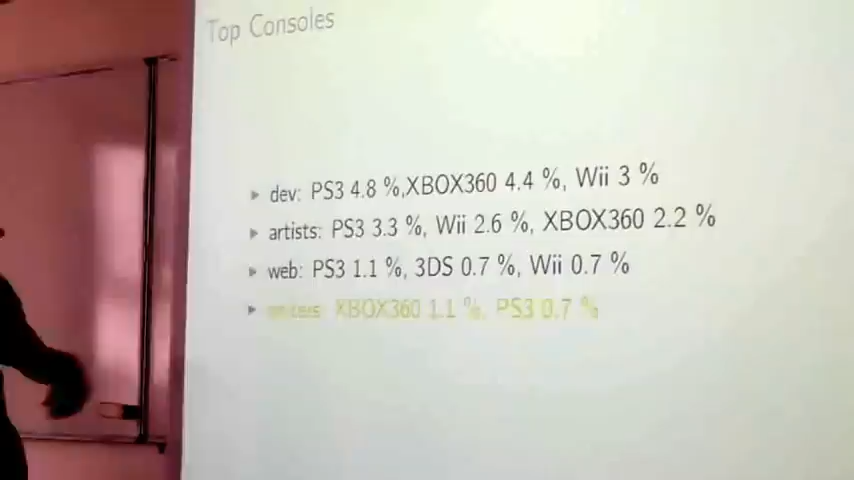 Top Consoles
dev: PS3 4.8 %,XBOX360 4.4 %, Wii 3 %
artists: PS3 3.3 %, Wii 2.6 %, XBOX360 2.2 %
web: PS3 1.1 %, 3DS 0.7 %, Wii 0.7 %
XBOX360 1.1 %, PS3 0.7 %